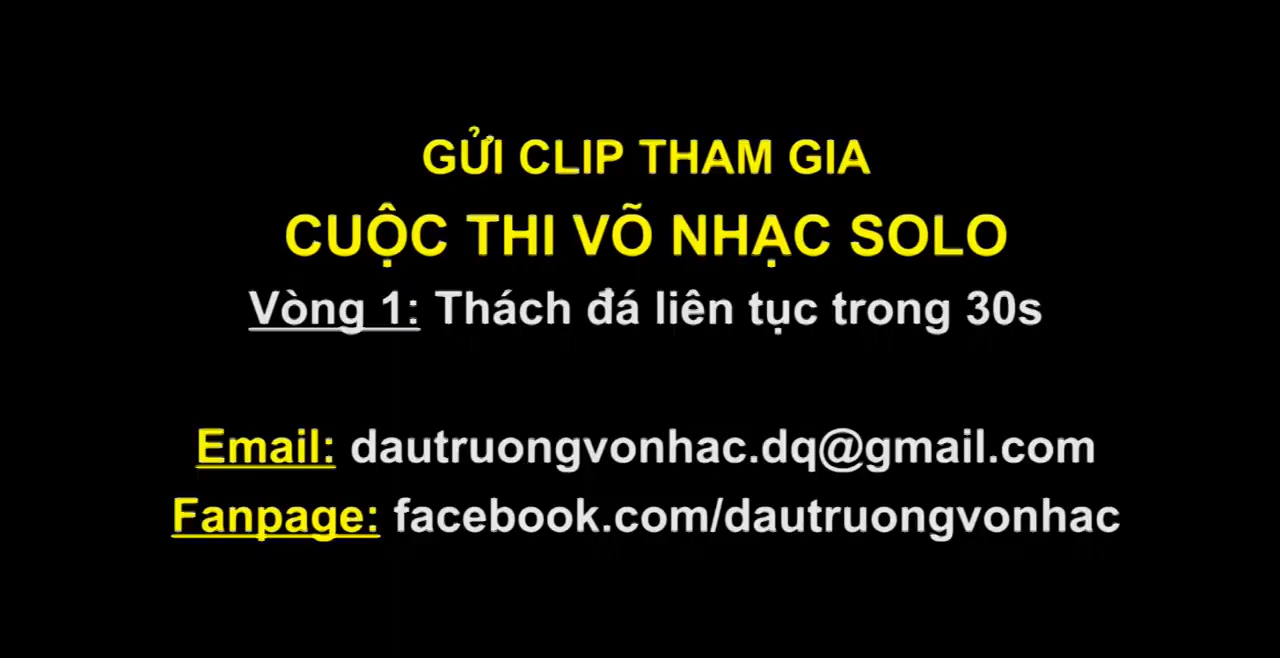 GỬI CLIP THAM GIA
CUỘC THI VÕ NHẠC SOLO
Vòng 1: Thách đá liên tục trong 30s
Email: dautruongvonhac.dq@gmail.com
Fanpage: facebook.com/dautruongvonhac